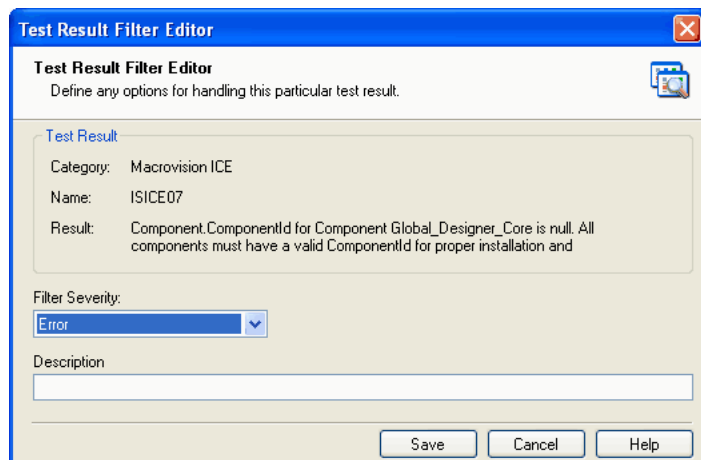 Test Result Filter Editor
Test Result Filter Editor
Define any options for handling this particular test result.
Test Result
Category: Macrovision ICE
Name: ISICE07
Result: Component.ComponentId for Component Global_Designer_Core is null. All
components must have a valid ComponentId for proper installation and
Filter Severity:
Error
Description
Save Cancel Help